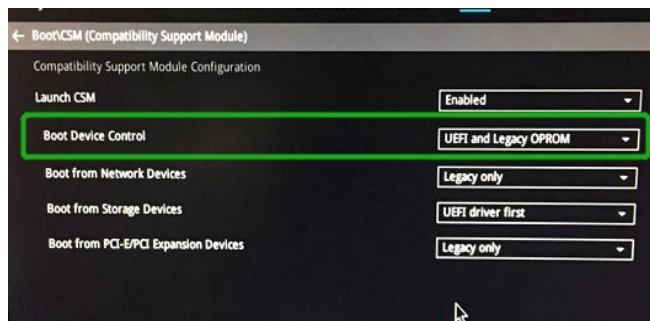 ← Boot\CSM (Compatibility Support Module)
Compatibility Support Module Configuration
Launch CSM Enabled
Boot Device Control UEFI and Legacy OPROM
Boot from Network Devices Legacy only
Boot from Storage Devices UEFI driver first
Boot from PCI-E/PCI Expansion Devices Legacy only